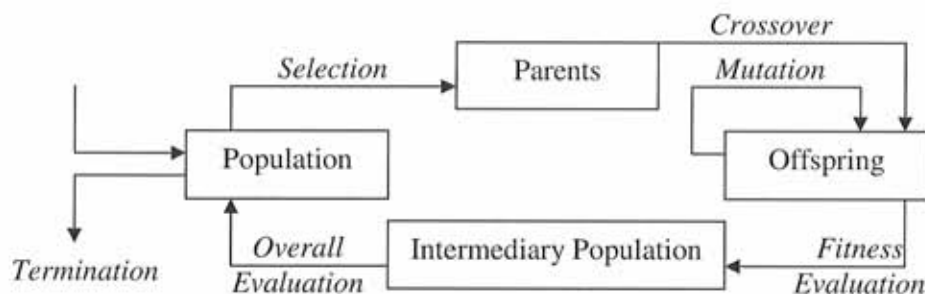 Crossover
Selection
Parents
Mutation
Population
Offspring
Overall
Evaluation
Intermediary Population
Fitness
Evaluation
Termination